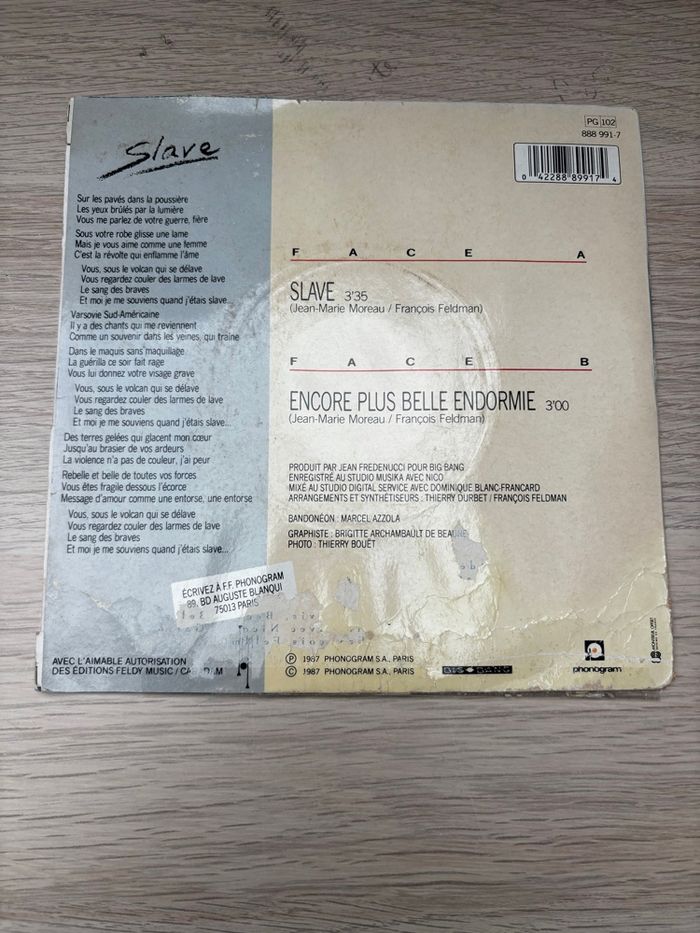 PG 102
888 991-7
0 42288 89917 4
Slave
Sur les pavés dans la poussière
Les yeux brûlés par la lumière
Vous me parlez de votre guerre, fière
Sous votre robe glisse une lame
Mais je vous aime comme une femme
C'est la révolte qui enflamme l'âme
Vous, sous le volcan qui se délave
Vous regardez couler des larmes de lave
Le sang des braves
Et moi je me souviens quand j'étais slave...
Varsovie Sud-Américaine
Il y a des chants qui me reviennent
Comme un souvenir dans les veines, qui traîne
Dans le maquis sans maquillage
La guérilla ce soir fait rage
Vous lui donnez votre visage grave
Vous, sous le volcan qui se délave
Vous regardez couler des larmes de lave
Le sang des braves
Et moi je me souviens quand j'étais slave...
Des terres gelées qui glacent mon cœur
Jusqu'au brasier de vos ardeurs
La violence n'a pas de couleur, j'ai peur
Rebelle et belle de toutes vos forces
Vous êtes fragile dessous l'écorce
Message d'amour comme une entorse, une entorse
Vous, sous le volcan qui se délave
Vous regardez couler des larmes de lave
Le sang des braves
Et moi je me souviens quand j'étais slave...
ÉCRIVEZ À F.F. PHONOGRAM
89, BD AUGUSTE BLANQUI
75013 PARIS
AVEC L'AIMABLE AUTORISATION
DES ÉDITIONS FELDY MUSIC /
FACE A
SLAVE 3'35
(Jean-Marie Moreau / François Feldman)
FACE B
ENCORE PLUS BELLE ENDORMIE 3'00
(Jean-Marie Moreau / François Feldman)
PRODUIT PAR JEAN FREDENUCCI POUR BIG BANG
ENREGISTRÉ AU STUDIO MUSIKA AVEC NICO
MIXÉ AU STUDIO DIGITAL SERVICE AVEC DOMINIQUE BLANC-FRANCARD
ARRANGEMENTS ET SYNTHÉTISEURS : THIERRY DURBET / FRANÇOIS FELDMAN
BANDONÉON : MARCEL AZZOLA
GRAPHISTE : BRIGITTE ARCHAMBAULT DE BEAUNE
PHOTO : THIERRY BOUËT
Ⓟ 1987 PHONOGRAM S.A., PARIS
© 1987 PHONOGRAM S.A., PARIS
BIG BANG
phonogram